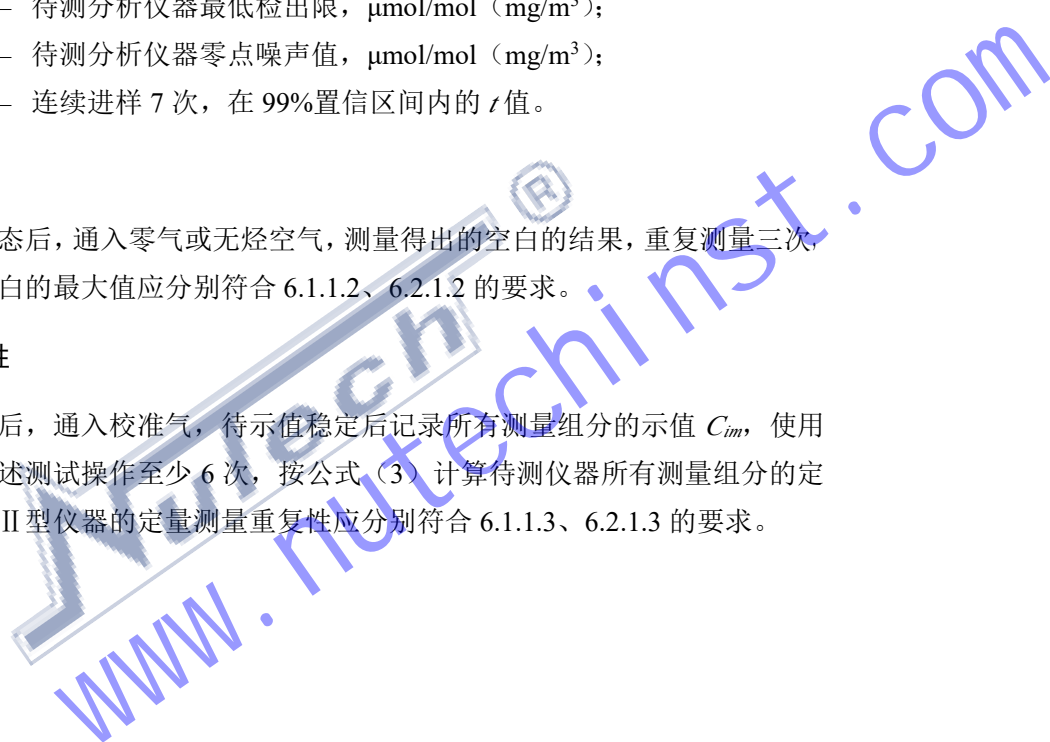 – 待测分析仪器最低检出限，μmol/mol（mg/m³）；
– 待测分析仪器零点噪声值，μmol/mol（mg/m³）；
– 连续进样 7 次，在 99%置信区间内的 t 值。
态后，通入零气或无烃空气，测量得出的空白的结果，重复测量三次，
白的最大值应分别符合 6.1.1.2、6.2.1.2 的要求。
性
后，通入校准气，待示值稳定后记录所有测量组分的示值 Cim，使用
述测试操作至少 6 次，按公式（3）计算待测仪器所有测量组分的定
Ⅱ型仪器的定量测量重复性应分别符合 6.1.1.3、6.2.1.3 的要求。
NuTech ®
www.nutechinst.com